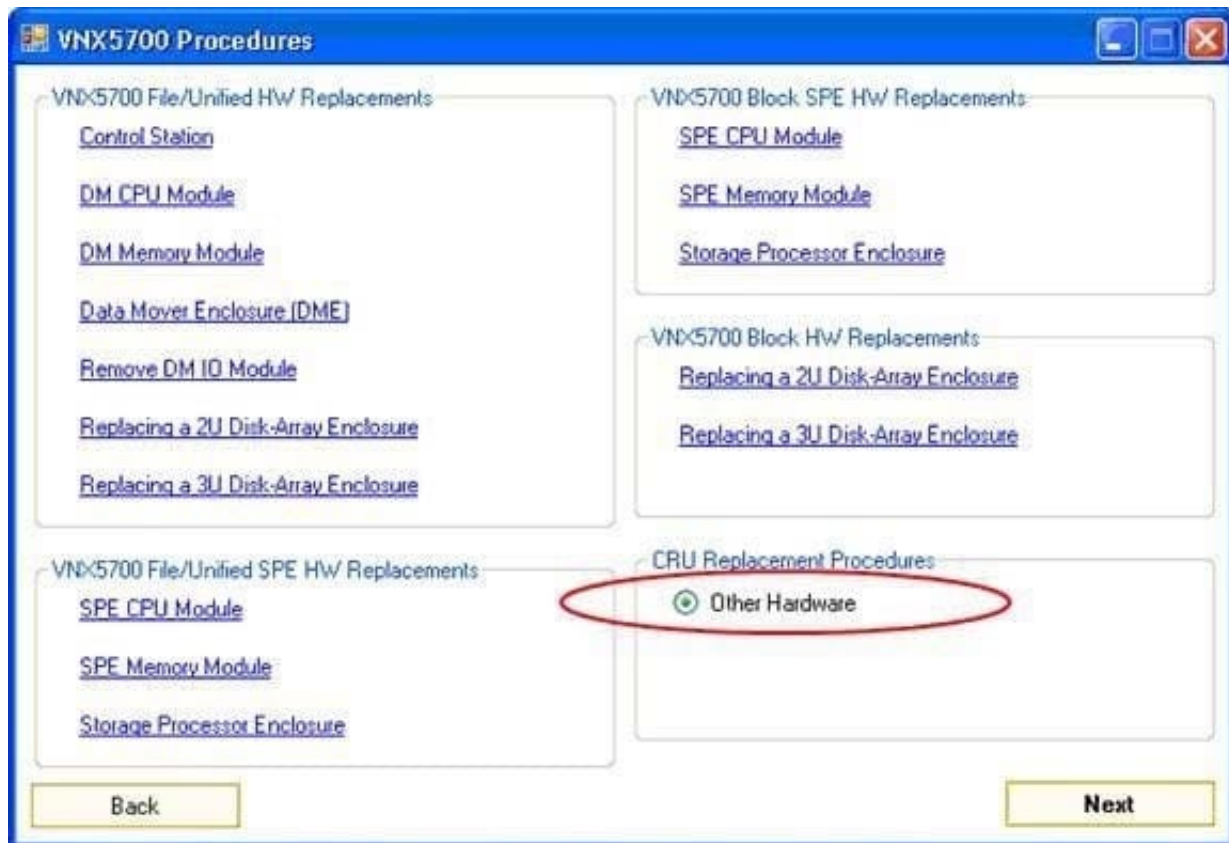 VNX5700 Procedures
VNX5700 File/Unified HW Replacements
Control Station
DM CPU Module
DM Memory Module
Data Mover Enclosure (DME)
Remove DM IO Module
Replacing a 2U Disk-Array Enclosure
Replacing a 3U Disk-Array Enclosure
VNX5700 File/Unified SPE HW Replacements
SPE CPU Module
SPE Memory Module
Storage Processor Enclosure
VNX5700 Block SPE HW Replacements
SPE CPU Module
SPE Memory Module
Storage Processor Enclosure
VNX5700 Block HW Replacements
Replacing a 2U Disk-Array Enclosure
Replacing a 3U Disk-Array Enclosure
CRU Replacement Procedures
Other Hardware
Back
Next